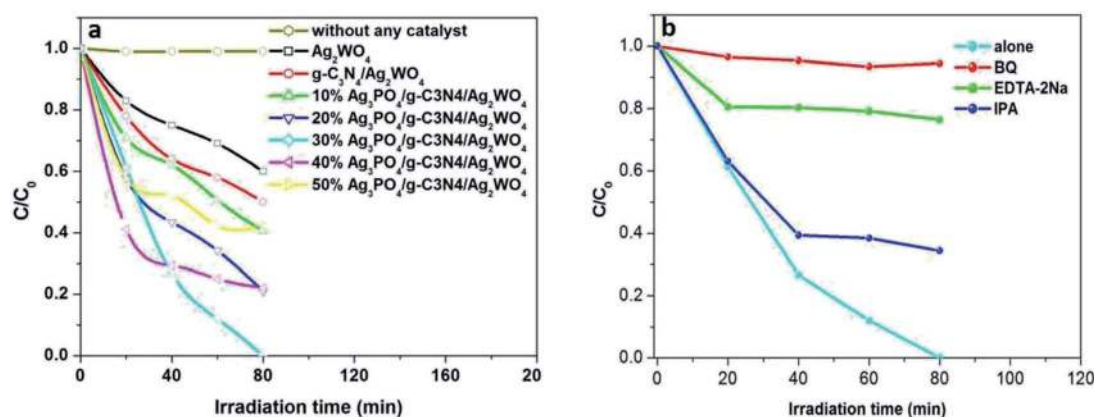 a
without any catalyst
Ag₂WO₄
g-C₃N₄/Ag₂WO₄
10% Ag₃PO₄/g-C3N4/Ag₂WO₄
20% Ag₃PO₄/g-C3N4/Ag₂WO₄
30% Ag₃PO₄/g-C3N4/Ag₂WO₄
40% Ag₃PO₄/g-C3N4/Ag₂WO₄
50% Ag₃PO₄/g-C3N4/Ag₂WO₄
C/C₀
1.0
0.8
0.6
0.4
0.2
0.0
0 40 80 120 160 20
Irradiation time (min)
b
alone
BQ
EDTA-2Na
IPA
C/C₀
1.0
0.8
0.6
0.4
0.2
0.0
0 20 40 60 80 100 120 140
Irradiation time (min)